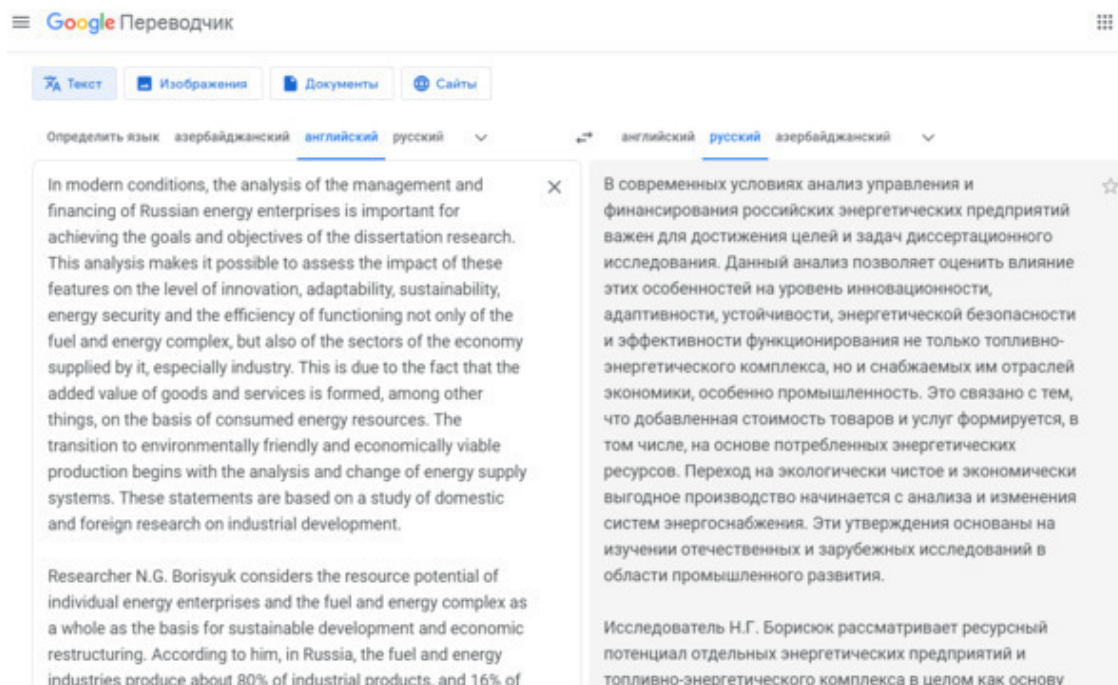 Google Переводчик
Текст
Изображения
Документы
Сайты
Определить язык азербайджанский английский русский
английский русский азербайджанский
In modern conditions, the analysis of the management and
financing of Russian energy enterprises is important for
achieving the goals and objectives of the dissertation research.
This analysis makes it possible to assess the impact of these
features on the level of innovation, adaptability, sustainability,
energy security and the efficiency of functioning not only of the
fuel and energy complex, but also of the sectors of the economy
supplied by it, especially industry. This is due to the fact that the
added value of goods and services is formed, among other
things, on the basis of consumed energy resources. The
transition to environmentally friendly and economically viable
production begins with the analysis and change of energy supply
systems. These statements are based on a study of domestic
and foreign research on industrial development.
Researcher N.G. Borisyuk considers the resource potential of
individual energy enterprises and the fuel and energy complex as
a whole as the basis for sustainable development and economic
restructuring. According to him, in Russia, the fuel and energy
industries produce about 80% of industrial products, and 16% of
В современных условиях анализ управления и
финансирования российских энергетических предприятий
важен для достижения целей и задач диссертационного
исследования. Данный анализ позволяет оценить влияние
этих особенностей на уровень инновационности,
адаптивности, устойчивости, энергетической безопасности
и эффективности функционирования не только топливно-
энергетического комплекса, но и снабжаемых им отраслей
экономики, особенно промышленность. Это связано с тем,
что добавленная стоимость товаров и услуг формируется, в
том числе, на основе потребленных энергетических
ресурсов. Переход на экологически чистое и экономически
выгодное производство начинается с анализа и изменения
систем энергоснабжения. Эти утверждения основаны на
изучении отечественных и зарубежных исследований в
области промышленного развития.
Исследователь Н.Г. Борисюк рассматривает ресурсный
потенциал отдельных энергетических предприятий и
топливно-энергетического комплекса в целом как основу